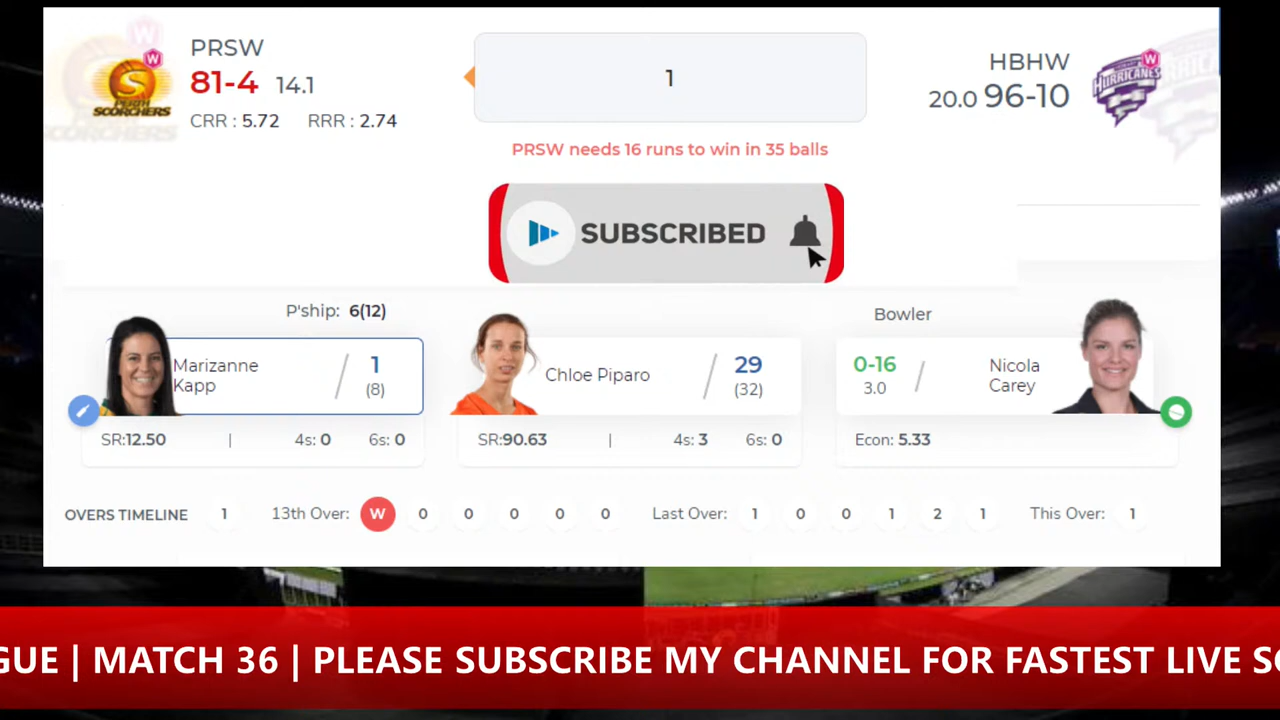 PRSW
81-4 14.1
CRR : 5.72 RRR : 2.74
1
HBHW
20.0 96-10
PERTH
SCORCHERS
W
HURRICANES
W
PRSW needs 16 runs to win in 35 balls
SUBSCRIBED
P'ship: 6(12)
Bowler
Marizanne
Kapp
1
(8)
Chloe Piparo
29
(32)
0-16
3.0
Nicola
Carey
SR:12.50 | 4s: 0 6s: 0
SR:90.63 | 4s: 3 6s: 0
Econ: 5.33
OVERS TIMELINE 1 13th Over: W 0 0 0 0 0 Last Over: 1 0 0 1 2 1 This Over: 1
GUE | MATCH 36 | PLEASE SUBSCRIBE MY CHANNEL FOR FASTEST LIVE SC